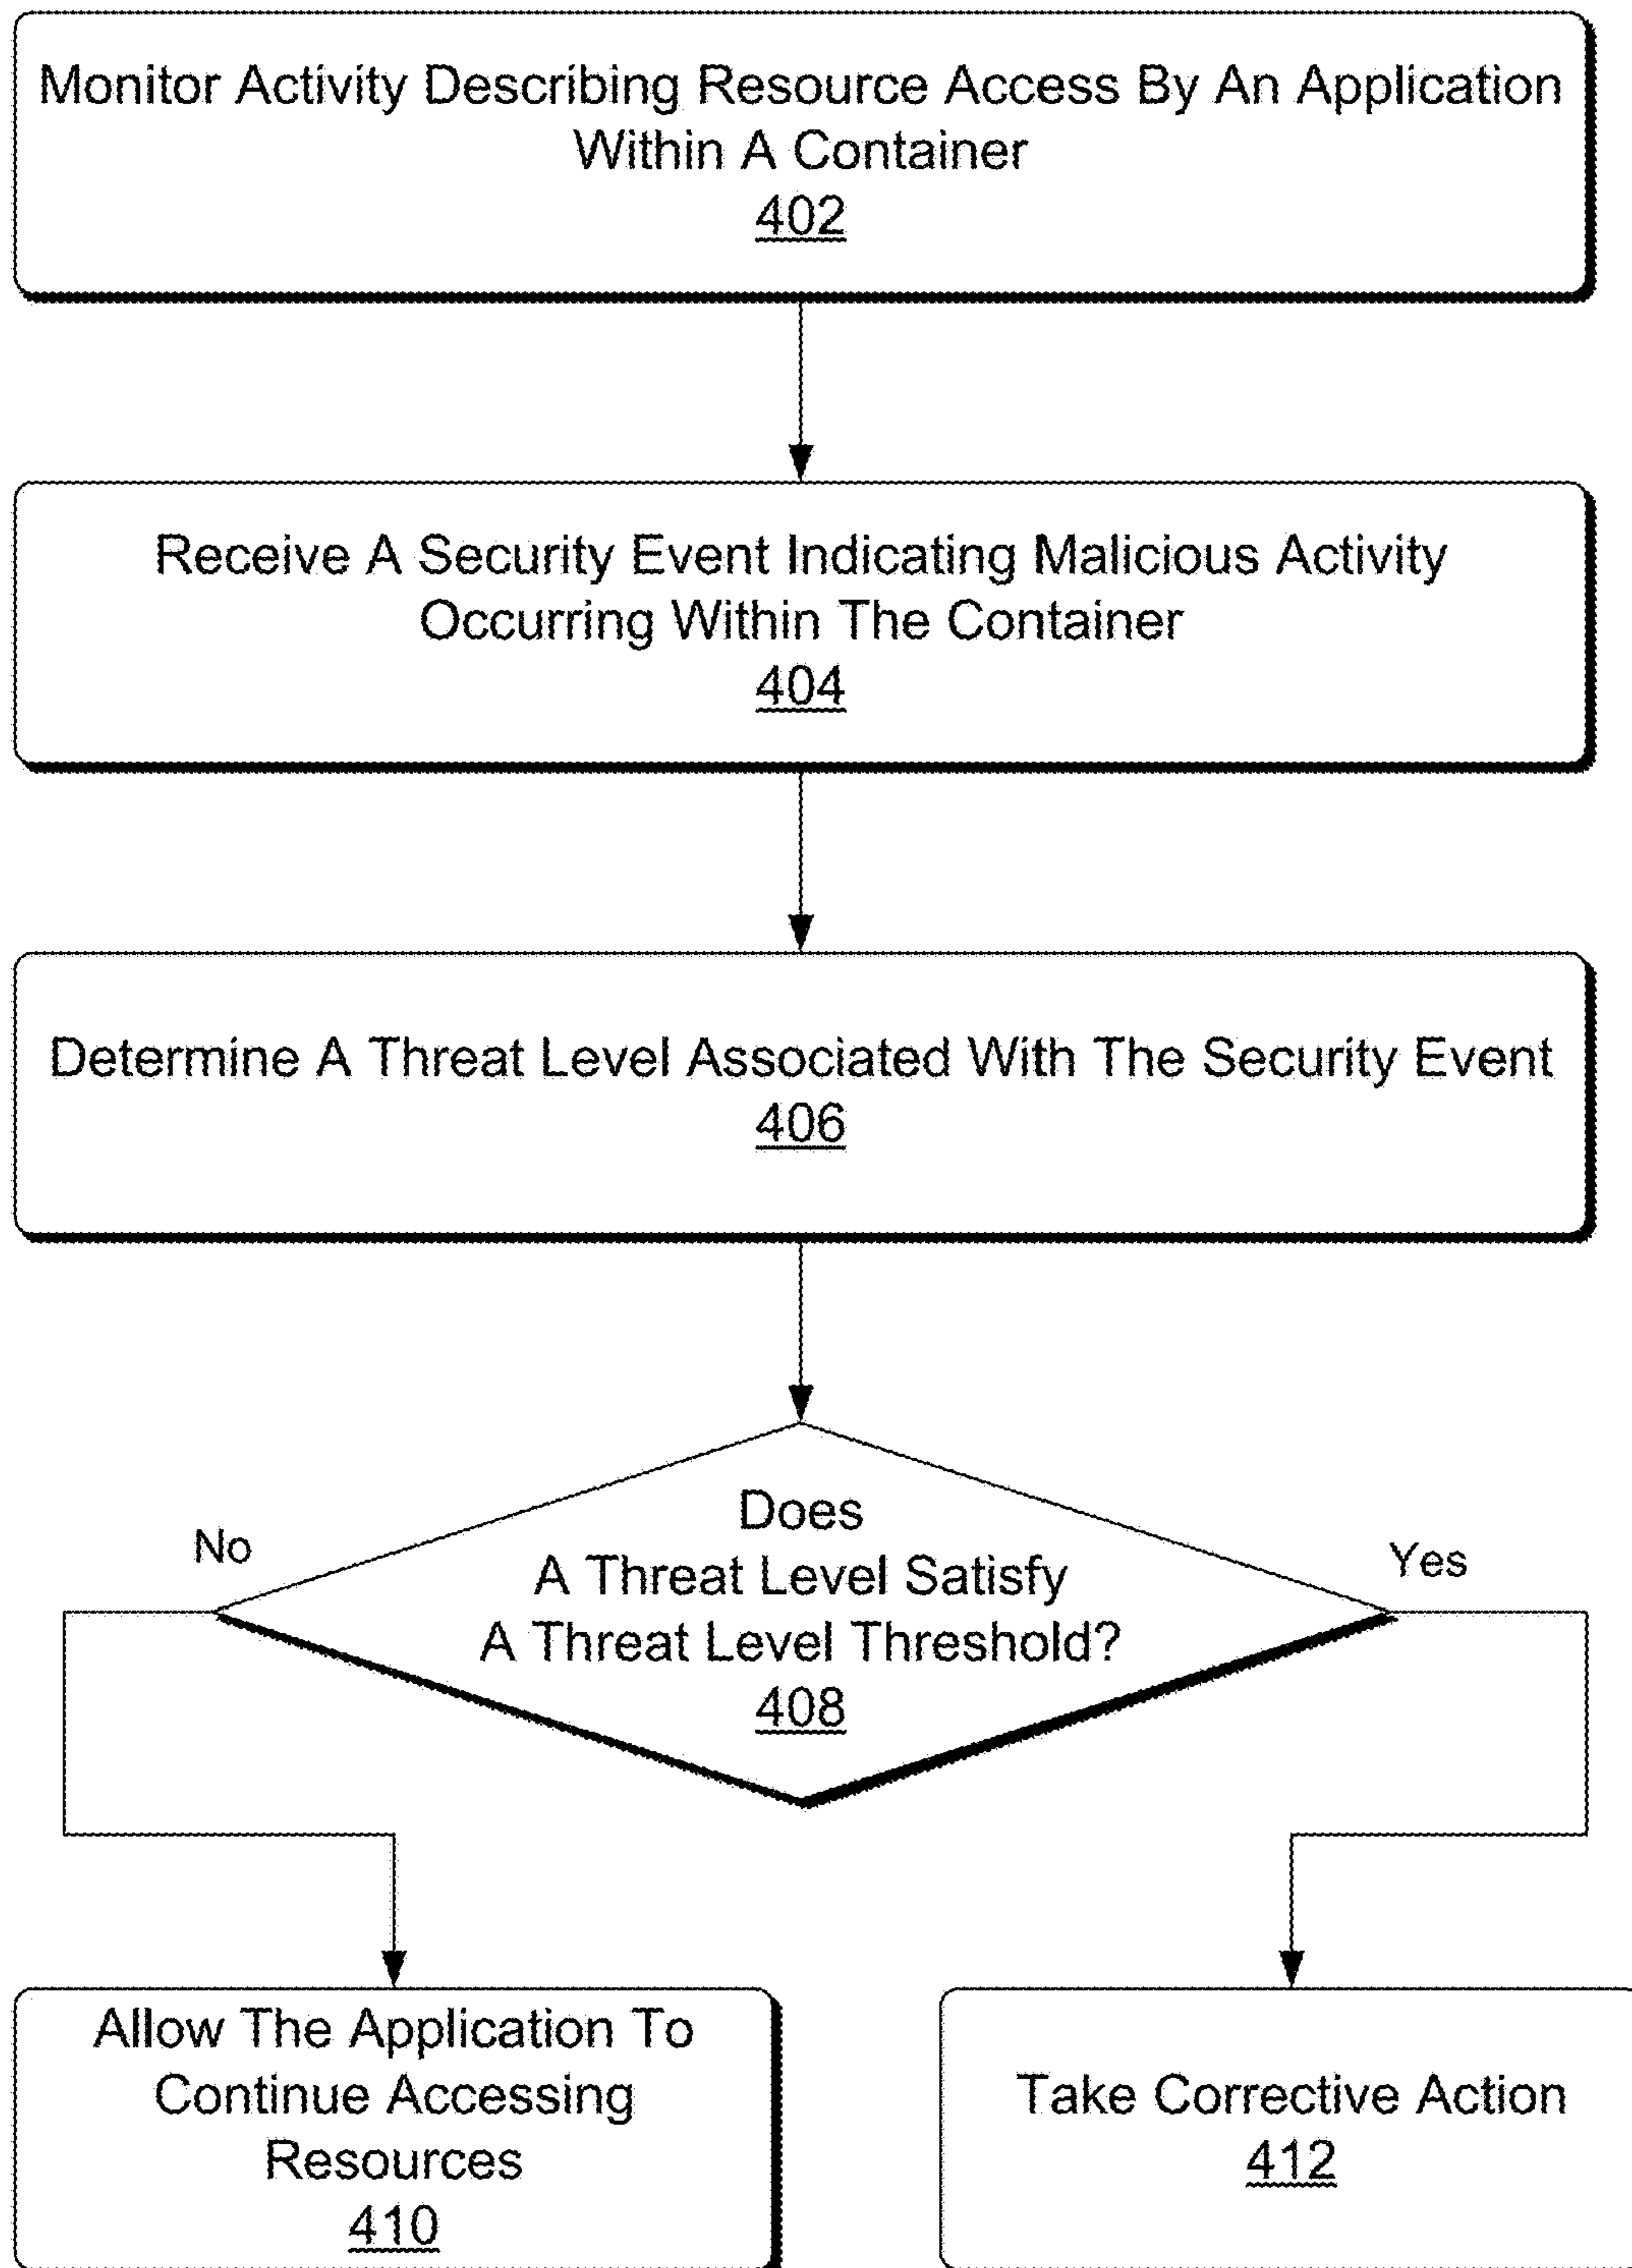 Monitor Activity Describing Resource Access By An Application
Within A Container
402
Receive A Security Event Indicating Malicious Activity
Occurring Within The Container
404
Determine A Threat Level Associated With The Security Event
406
Does
A Threat Level Satisfy
A Threat Level Threshold?
408
No
Yes
Allow The Application To
Continue Accessing
Resources
410
Take Corrective Action
412